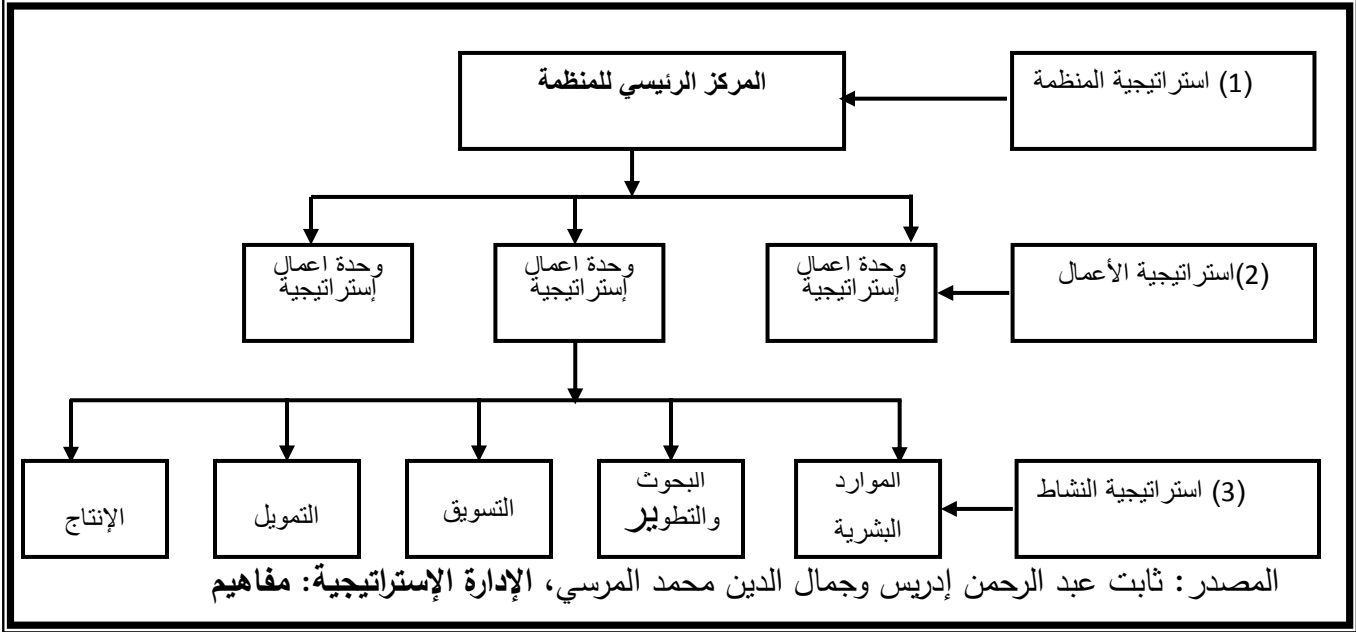 المركز الرئيسي للمنظمة
(1) استراتيجية المنظمة
وحدة اعمال
إستراتيجية
وحدة اعمال
إستراتيجية
وحدة اعمال
إستراتيجية
(2)استراتيجية الأعمال
الإنتاج
التمويل
التسويق
البحوث
والتطوير
الموارد
البشرية
(3) استراتيجية النشاط
المصدر: ثابت عبد الرحمن إدريس وجمال الدين محمد المرسي، الإدارة الإستراتيجية: مفاهيم